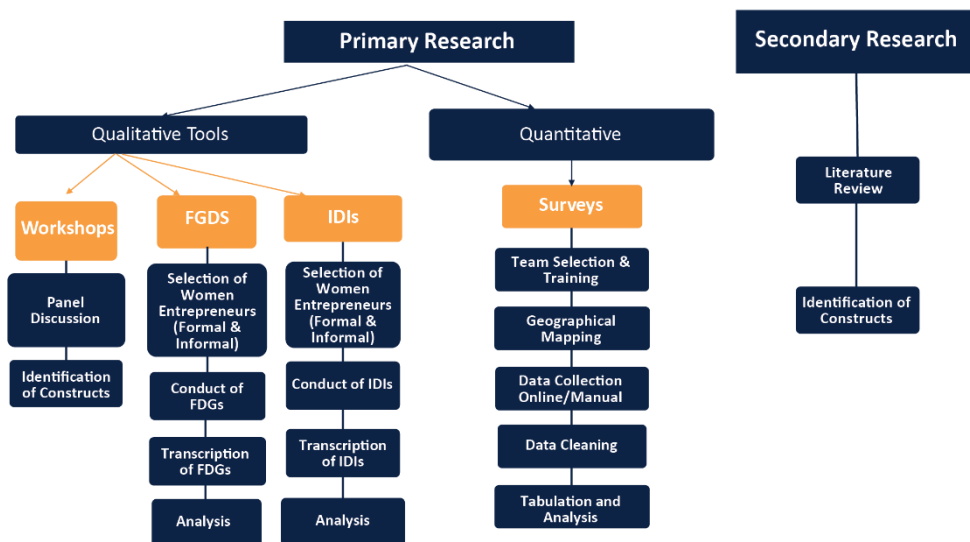 Primary Research
Secondary Research
Qualitative Tools
Quantitative
Workshops
Panel
Discussion
Identification
of Constructs
FGDS
Selection of
Women
Entrepreneurs
(Formal &
Informal)
Conduct of
FDGs
Transcription
of FDGs
Analysis
IDIs
Selection of
Women
Entrepreneurs
(Formal &
Informal)
Conduct of IDIs
Transcription
of IDIs
Analysis
Surveys
Team Selection &
Training
Geographical
Mapping
Data Collection
Online/Manual
Data Cleaning
Tabulation and
Analysis
Literature
Review
Identification of
Constructs